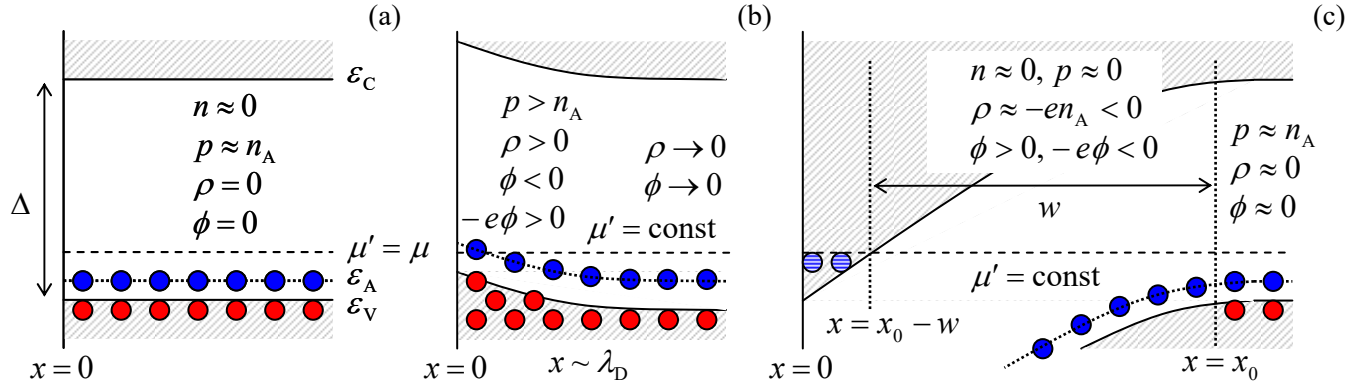 (a)
ε_C
n ≈ 0
p ≈ n_A
ρ = 0
ϕ = 0
Δ
μ′ = μ
ε_A
ε_V
x = 0
(b)
p > n_A
ρ > 0
ϕ < 0
−eϕ > 0
ρ → 0
ϕ → 0
μ′ = const
x = 0
x ~ λ_D
(c)
n ≈ 0, p ≈ 0
ρ ≈ −en_A < 0
ϕ > 0, −eϕ < 0
w
p ≈ n_A
ρ ≈ 0
ϕ ≈ 0
μ′ = const
x = x_0 − w
x = 0
x = x_0